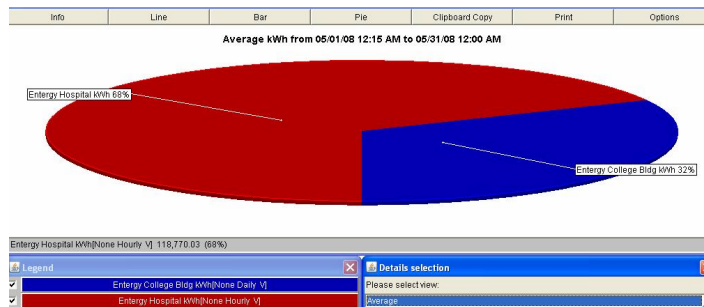 Info Line Bar Pie Clipboard Copy Print Options
Average kWh from 05/01/08 12:15 AM to 05/31/08 12:00 AM
Entergy Hospital kWh 68%
Entergy College Bldg kWh 32%
Entergy Hospital kWh[None Hourly V] 118,770.03 (68%)
Legend
Details selection
Entergy College Bldg kWh[None Daily V]
Please select view:
Entergy Hospital kWh[None Hourly V]
Average